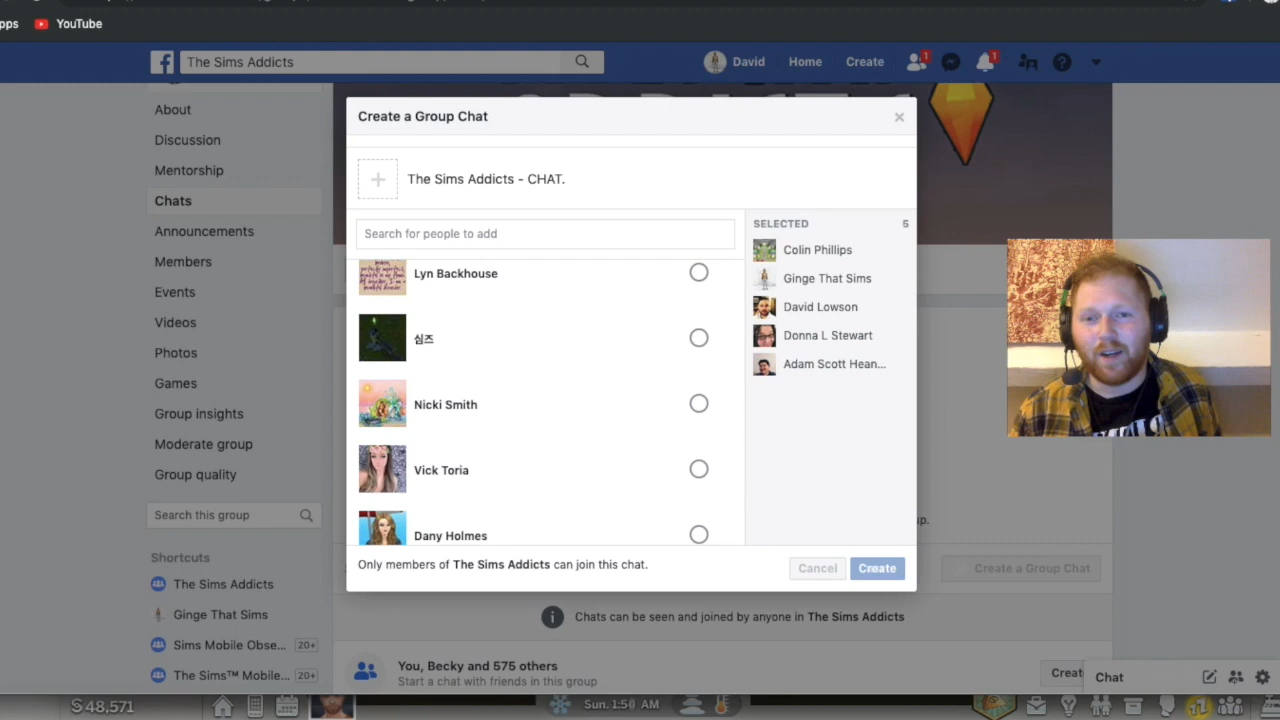 pps YouTube
The Sims Addicts David Home Create 1 1
About
Discussion
Mentorship
Chats
Announcements
Members
Events
Videos
Photos
Games
Group insights
Moderate group
Group quality
Search this group
Shortcuts
The Sims Addicts
Ginge That Sims
Sims Mobile Obse... 20+
The Sims™ Mobile... 20+
Create a Group Chat
The Sims Addicts - CHAT.
Search for people to add
Lyn Backhouse
심즈
Nicki Smith
Vick Toria
Dany Holmes
SELECTED 5
Colin Phillips
Ginge That Sims
David Lowson
Donna L Stewart
Adam Scott Hean...
Only members of The Sims Addicts can join this chat.
Cancel Create
Create a Group Chat
Chats can be seen and joined by anyone in The Sims Addicts
You, Becky and 575 others
Start a chat with friends in this group
Creat
Chat
48,571 Sun. 1:50 AM